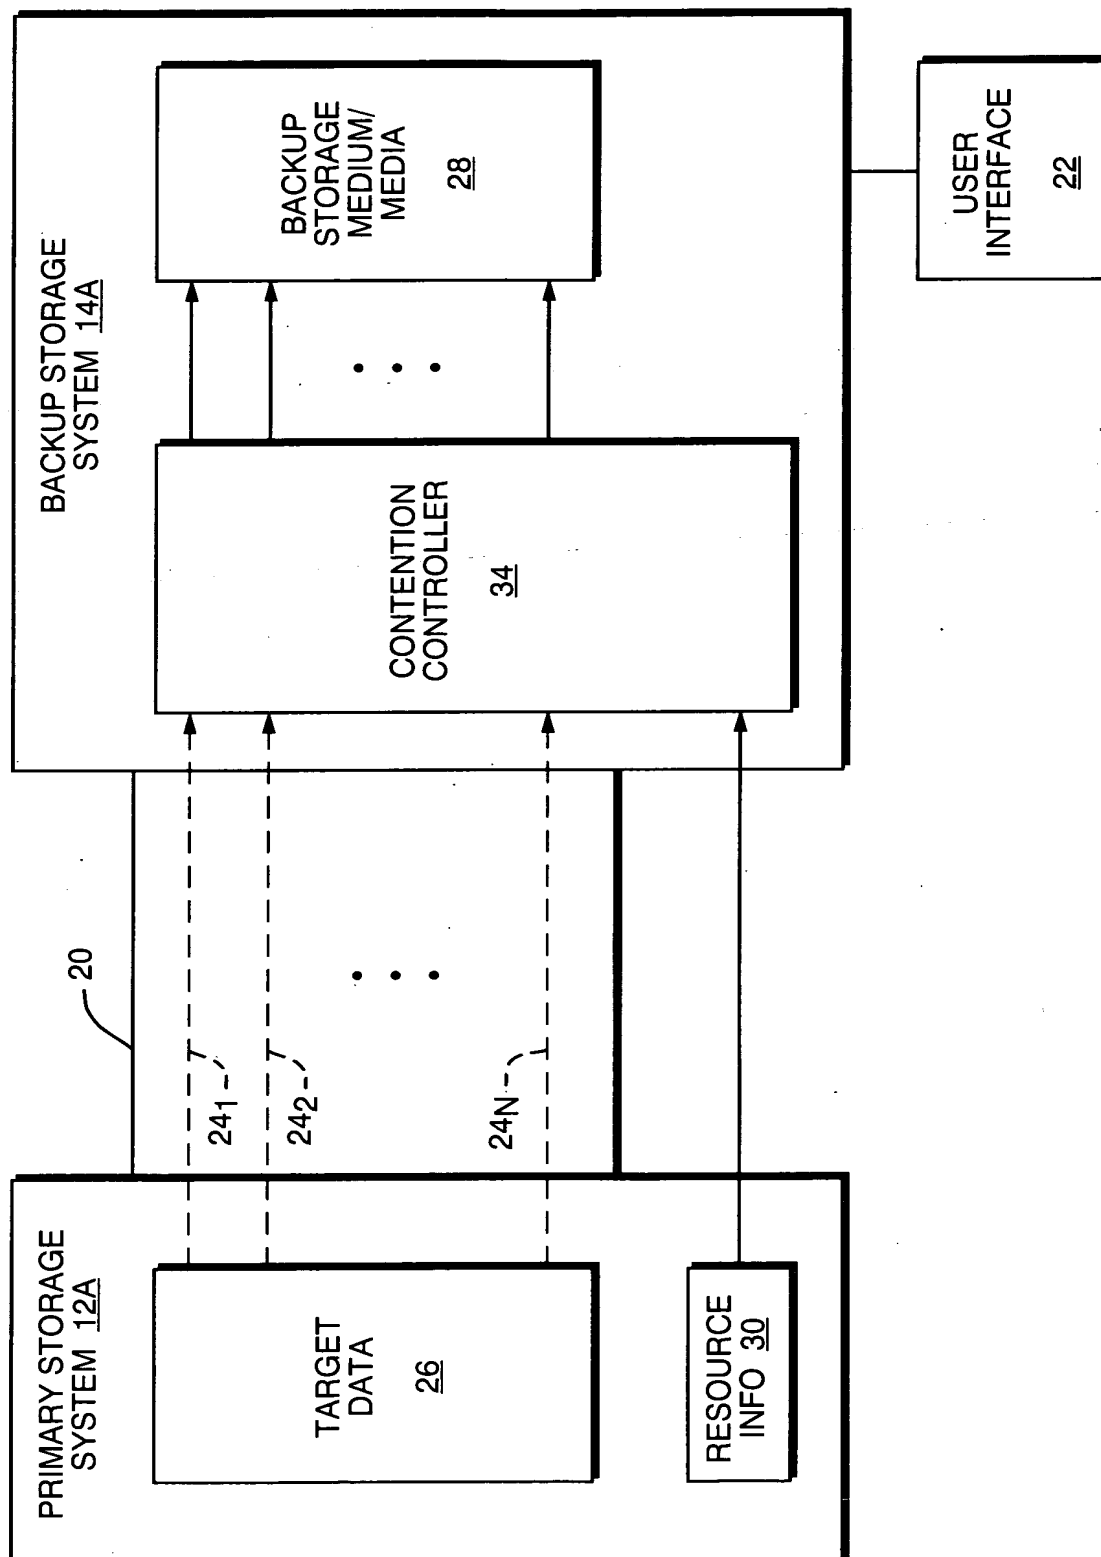 PRIMARY STORAGE
SYSTEM 12A
TARGET
DATA
26
RESOURCE
INFO 30
20
24₁
24₂
24N
BACKUP STORAGE
SYSTEM 14A
CONTENTION
CONTROLLER
34
BACKUP
STORAGE
MEDIUM/
MEDIA
28
USER
INTERFACE
22